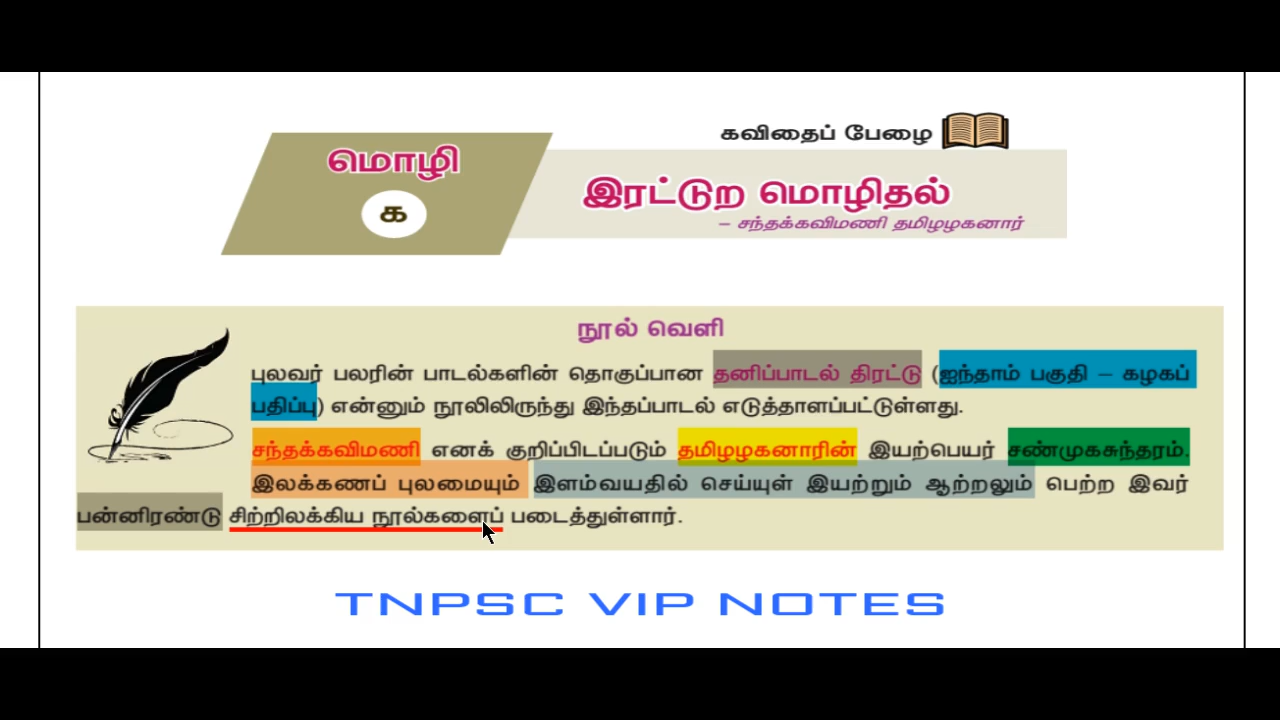 கவிதைப் பேழை
மொழி
க
இரட்டுற மொழிதல்
– சந்தக்கவிமணி தமிழழகனார்
நூல் வெளி
புலவர் பலரின் பாடல்களின் தொகுப்பான தனிப்பாடல் திரட்டு (ஐந்தாம் பகுதி – கழகப்
பதிப்பு) என்னும் நூலிலிருந்து இந்தப்பாடல் எடுத்தாளப்பட்டுள்ளது.
சந்தக்கவிமணி எனக் குறிப்பிடப்படும் தமிழழகனாரின் இயற்பெயர் சண்முகசுந்தரம்.
இலக்கணப் புலமையும் இளம்வயதில் செய்யுள் இயற்றும் ஆற்றலும் பெற்ற இவர்
பன்னிரண்டு சிற்றிலக்கிய நூல்களைப் படைத்துள்ளார்.
TNPSC VIP NOTES